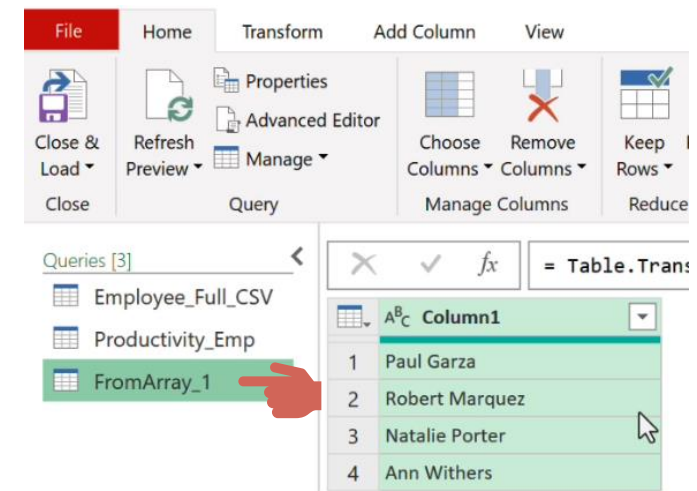 File Home Transform Add Column View
Close & Load
Refresh Preview
Properties
Advanced Editor
Manage
Choose Columns
Remove Columns
Keep Rows
Close Query Manage Columns Reduce
Queries [3]
fx = Table.Trans
Employee_Full_CSV
Productivity_Emp
FromArray_1
ABC Column1
1 Paul Garza
2 Robert Marquez
3 Natalie Porter
4 Ann Withers